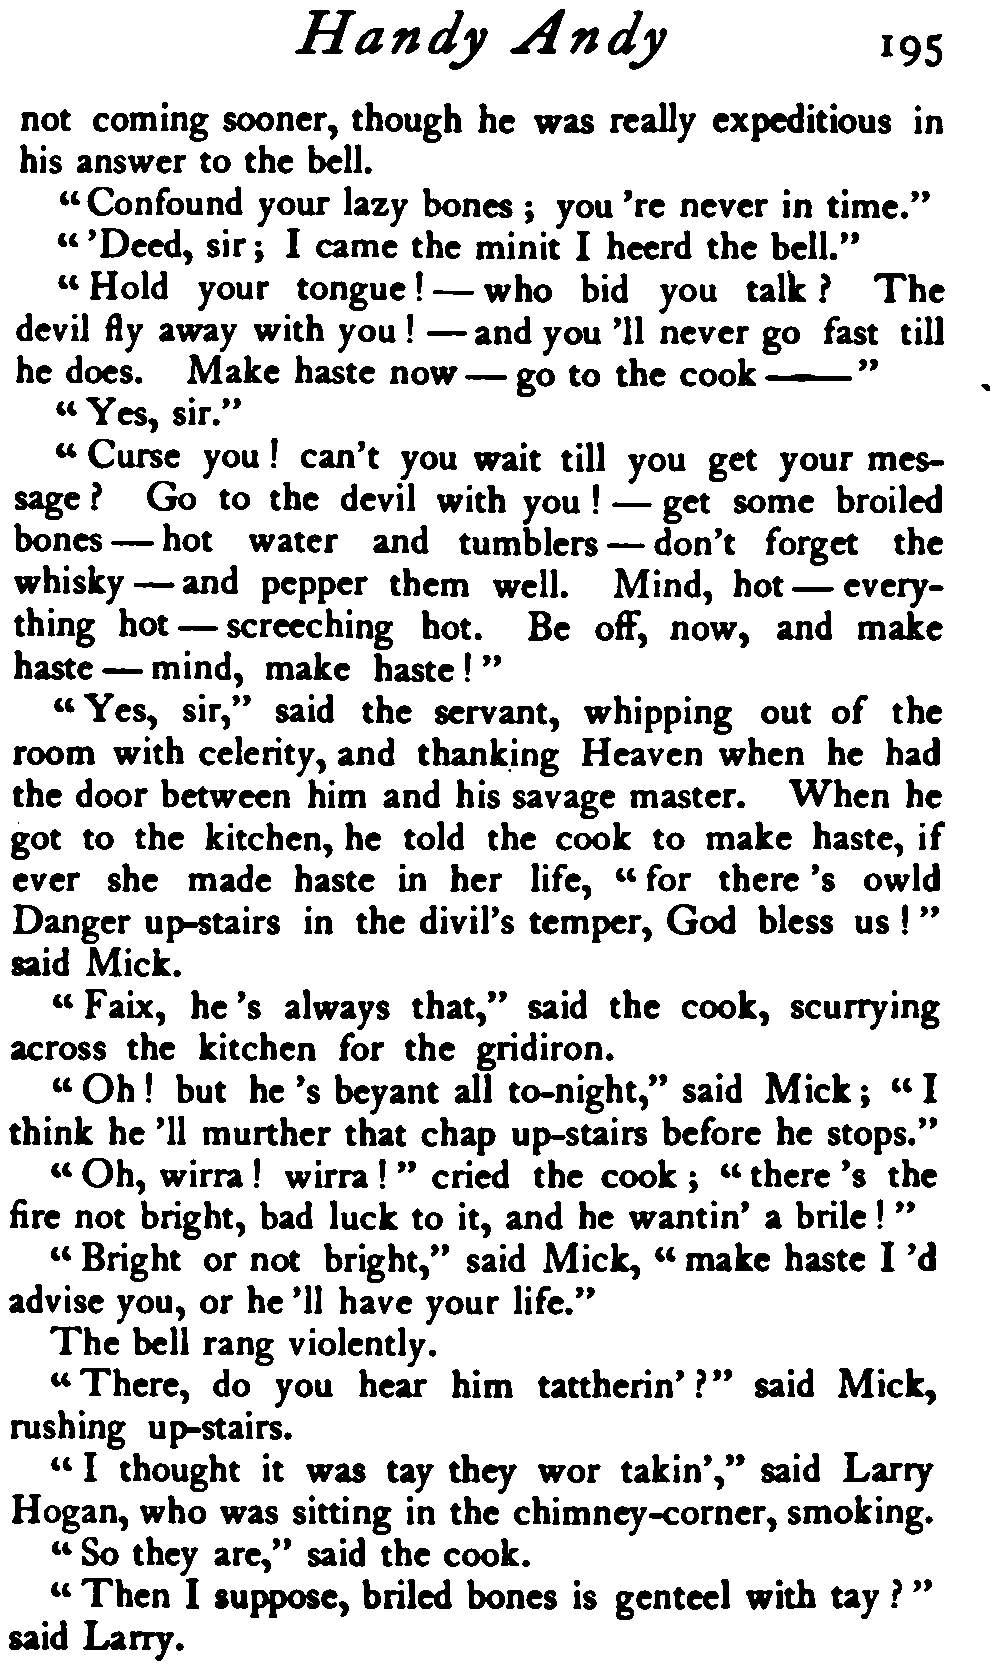 Handy Andy 195
not coming sooner, though he was really expeditious in
his answer to the bell.
"Confound your lazy bones; you 're never in time."
"'Deed, sir; I came the minit I heerd the bell."
"Hold your tongue!—who bid you talk? The
devil fly away with you!—and you 'll never go fast till
he does. Make haste now—go to the cook——"
"Yes, sir."
"Curse you! can't you wait till you get your mes-
sage? Go to the devil with you!—get some broiled
bones—hot water and tumblers—don't forget the
whisky—and pepper them well. Mind, hot—every-
thing hot—screeching hot. Be off, now, and make
haste—mind, make haste!"
"Yes, sir," said the servant, whipping out of the
room with celerity, and thanking Heaven when he had
the door between him and his savage master. When he
got to the kitchen, he told the cook to make haste, if
ever she made haste in her life, "for there 's owld
Danger up-stairs in the divil's temper, God bless us!"
said Mick.
"Faix, he 's always that," said the cook, scurrying
across the kitchen for the gridiron.
"Oh! but he 's beyant all to-night," said Mick; "I
think he 'll murther that chap up-stairs before he stops."
"Oh, wirra! wirra!" cried the cook; "there 's the
fire not bright, bad luck to it, and he wantin' a brile!"
"Bright or not bright," said Mick, "make haste I 'd
advise you, or he 'll have your life."
The bell rang violently.
"There, do you hear him tattherin'?" said Mick,
rushing up-stairs.
"I thought it was tay they wor takin'," said Larry
Hogan, who was sitting in the chimney-corner, smoking.
"So they are," said the cook.
"Then I suppose, briled bones is genteel with tay?"
said Larry.